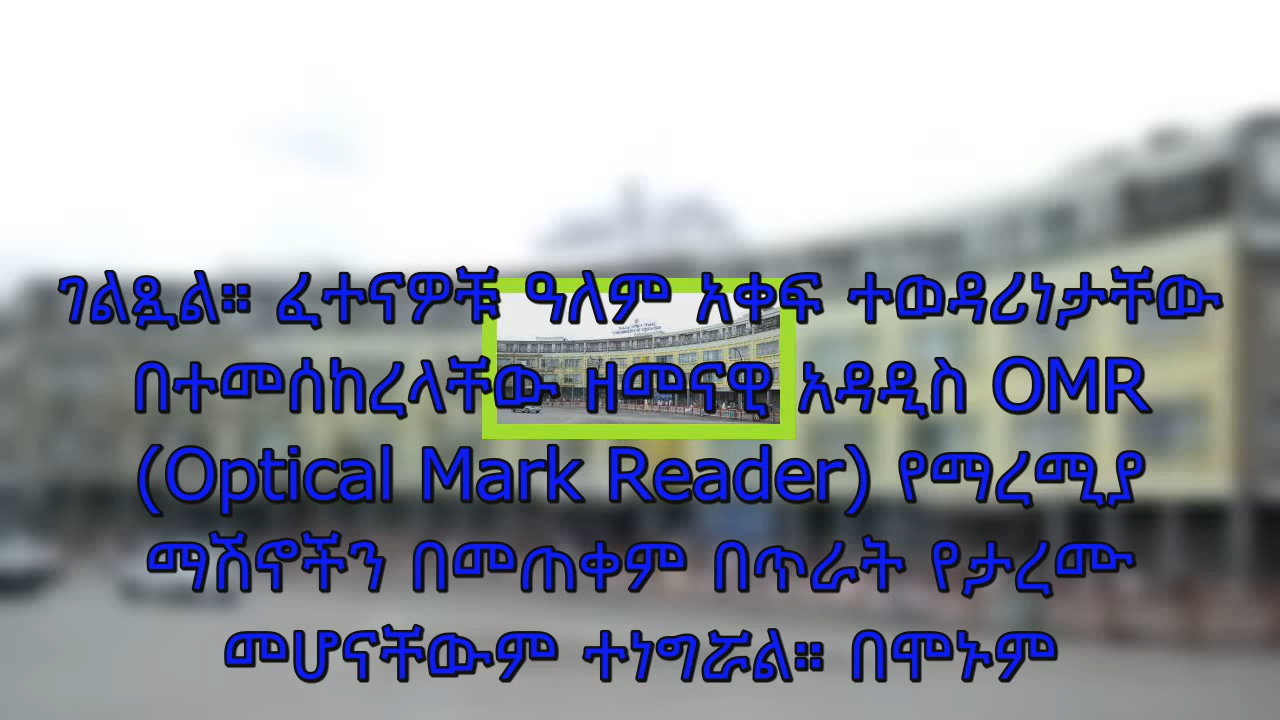 ገልጿል። ፈተናዎቹ ዓለም አቀፍ ተወዳሪነታቸው
በተመሰከረላቸው ዘመናዊ አዳዲስ OMR
(Optical Mark Reader) የማረሚያ
ማሽኖችን በመጠቀም በጥራት የታረሙ
መሆናቸውም ተነግሯል። በሞኑም